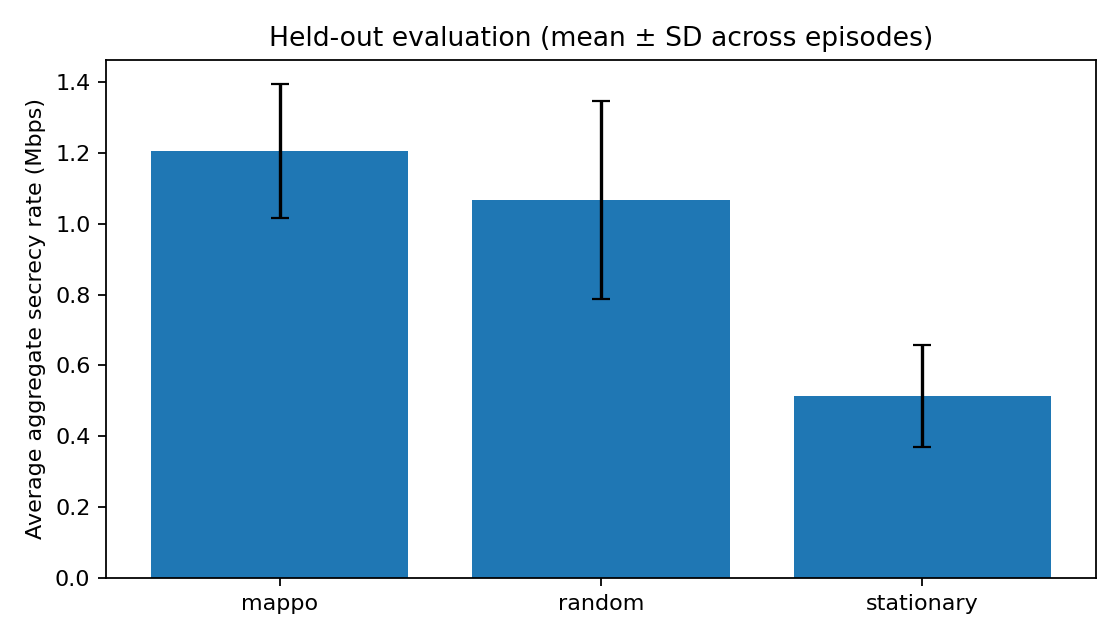 Held-out evaluation (mean ± SD across episodes)
Average aggregate secrecy rate (Mbps)
1.4
1.2
1.0
0.8
0.6
0.4
0.2
0.0
mappo random stationary